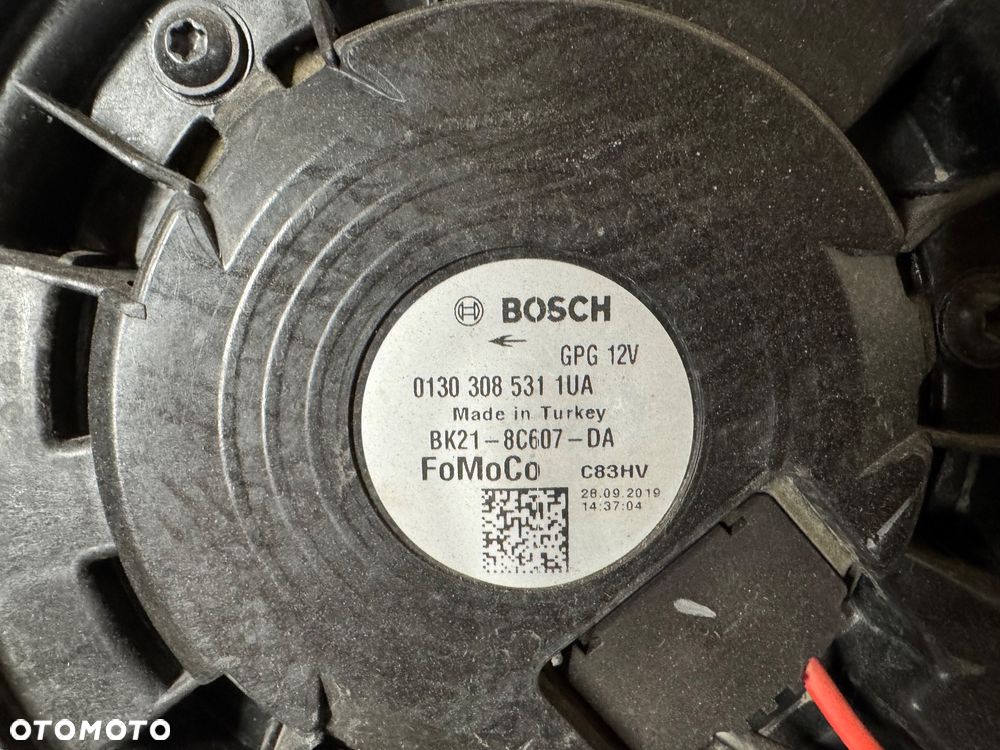 BOSCH
GPG 12V
0130 308 531 1UA
Made in Turkey
BK21-8C607-DA
FoMoCo C83HV
28.09.2019
14:37:04
OTOMOTO